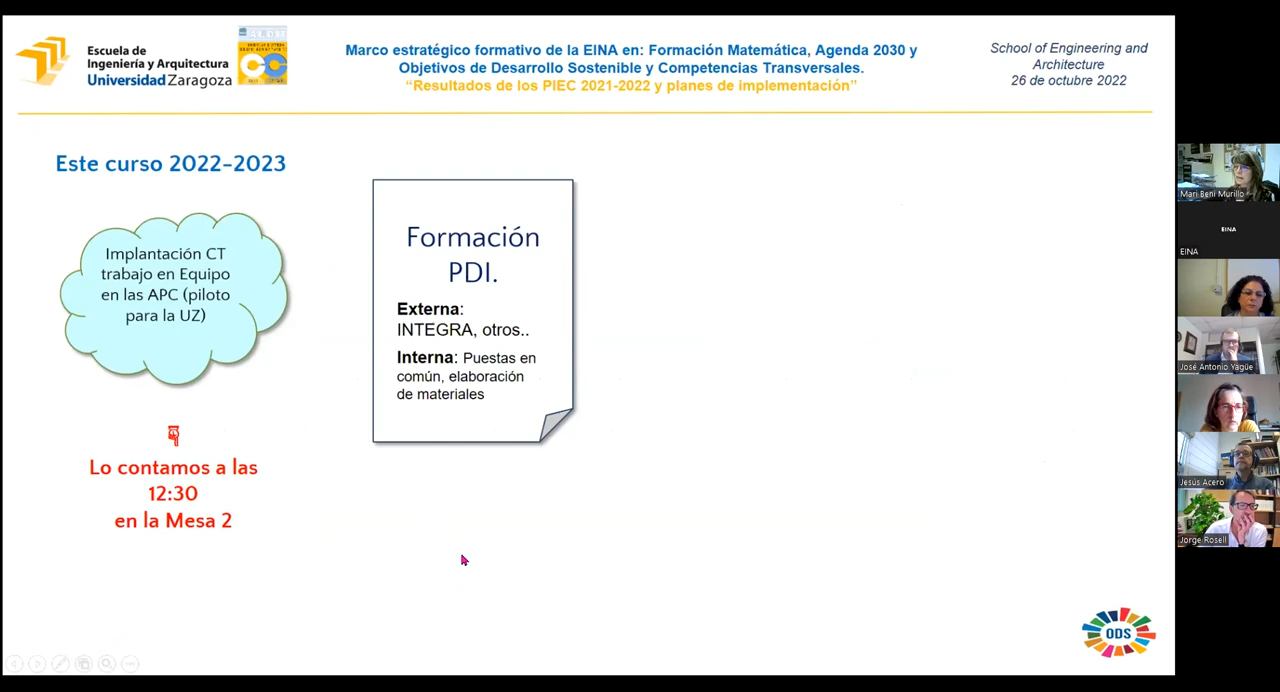 Escuela de
Ingeniería y Arquitectura
Universidad Zaragoza
Marco estratégico formativo de la EINA en: Formación Matemática, Agenda 2030 y
Objetivos de Desarrollo Sostenible y Competencias Transversales.
“Resultados de los PIEC 2021-2022 y planes de implementación”
School of Engineering and
Architecture
26 de octubre 2022
Este curso 2022-2023
Implantación CT
trabajo en Equipo
en las APC (piloto
para la UZ)
Lo contamos a las
12:30
en la Mesa 2
Formación
PDI.
Externa:
INTEGRA, otros..
Interna: Puestas en
común, elaboración
de materiales
ODS
Mari Beni Murillo
EINA
EINA
José Antonio Yagüe
Jesús Acero
Jorge Rosell